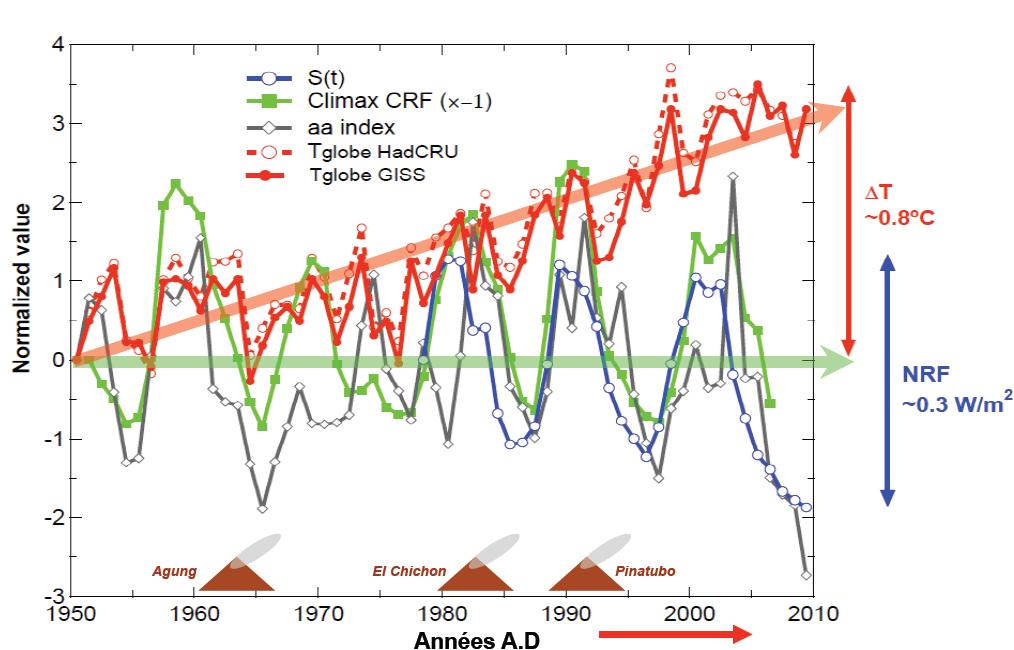 4
3
2
1
0
-1
-2
-3
Normalized value
S(t)
Climax CRF (×−1)
aa index
Tglobe HadCRU
Tglobe GISS
ΔT
~0.8°C
NRF
~0.3 W/m²
Agung
El Chichon
Pinatubo
1950 1960 1970 1980 1990 2000 2010
Années A.D